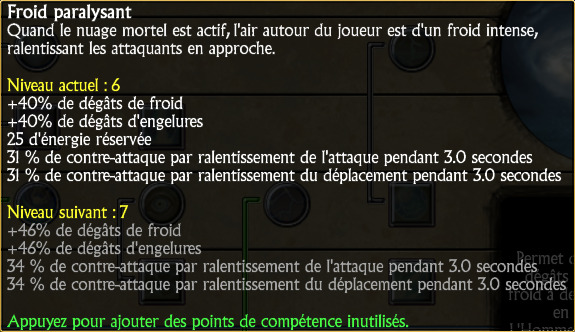 Froid paralysant
Quand le nuage mortel est actif, l'air autour du joueur est d'un froid intense,
ralentissant les attaquants en approche.
Niveau actuel : 6
+40% de dégâts de froid
+40% de dégâts d'engelures
25 d'énergie réservée
31 % de contre-attaque par ralentissement de l'attaque pendant 3.0 secondes
31 % de contre-attaque par ralentissement du déplacement pendant 3.0 secondes
Niveau suivant : 7
+46% de dégâts de froid
+46% de dégâts d'engelures
34 % de contre-attaque par ralentissement de l'attaque pendant 3.0 secondes
34 % de contre-attaque par ralentissement du déplacement pendant 3.0 secondes
Appuyez pour ajouter des points de compétence inutilisés.
Permet
dégâts
froid à
en
L'Homme